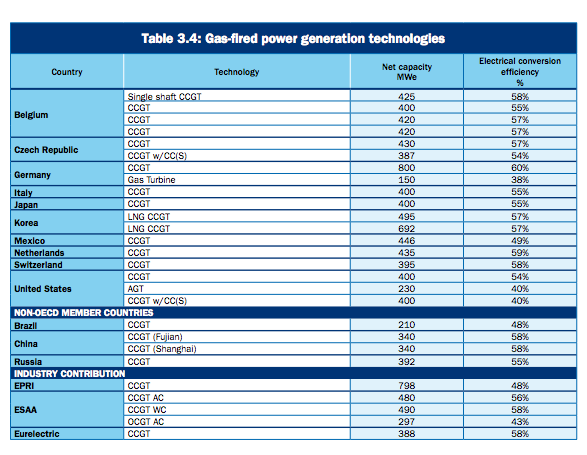 Table 3.4: Gas-fired power generation technologies
Country Technology Net capacity MWe Electrical conversion efficiency %
Belgium Single shaft CCGT 425 58%
CCGT 400 55%
CCGT 420 57%
CCGT 420 57%
Czech Republic CCGT 430 57%
CCGT w/CC(S) 387 54%
Germany CCGT 800 60%
Gas Turbine 150 38%
Italy CCGT 400 55%
Japan CCGT 400 55%
Korea LNG CCGT 495 57%
LNG CCGT 692 57%
Mexico CCGT 446 49%
Netherlands CCGT 435 59%
Switzerland CCGT 395 58%
United States CCGT 400 54%
AGT 230 40%
CCGT w/CC(S) 400 40%
NON-OECD MEMBER COUNTRIES
Brazil CCGT 210 48%
China CCGT (Fujian) 340 58%
CCGT (Shanghai) 340 58%
Russia CCGT 392 55%
INDUSTRY CONTRIBUTION
EPRI CCGT 798 48%
ESAA CCGT AC 480 56%
CCGT WC 490 58%
OCGT AC 297 43%
Eurelectric CCGT 388 58%